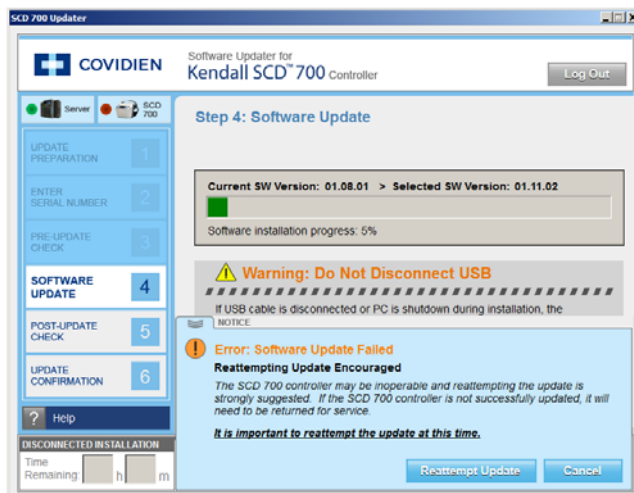 SCD 700 Updater
COVIDIEN
Software Updater for
Kendall SCD™ 700 Controller
Log Out
Server
SCD
700
Step 4: Software Update
UPDATE
PREPARATION
1
ENTER
SERIAL NUMBER
2
PRE-UPDATE
CHECK
3
SOFTWARE
UPDATE
4
POST-UPDATE
CHECK
5
UPDATE
CONFIRMATION
6
? Help
DISCONNECTED INSTALLATION
Time
Remaining: h m
Current SW Version: 01.08.01 > Selected SW Version: 01.11.02
Software installation progress: 5%
Warning: Do Not Disconnect USB
If USB cable is disconnected or PC is shutdown during installation, the
NOTICE
Error: Software Update Failed
Reattempting Update Encouraged
The SCD 700 controller may be inoperable and reattempting the update is
strongly suggested. If the SCD 700 controller is not successfully updated, it will
need to be returned for service.
It is important to reattempt the update at this time.
Reattempt Update
Cancel